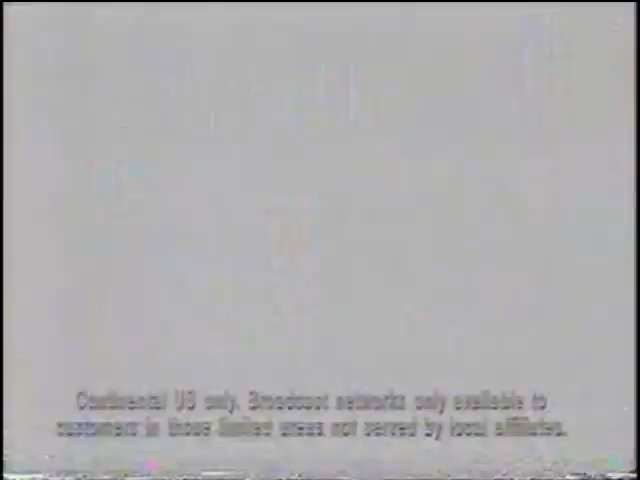 Continental US only. Broadcast networks only available to
customers in those limited areas not served by local affiliates.